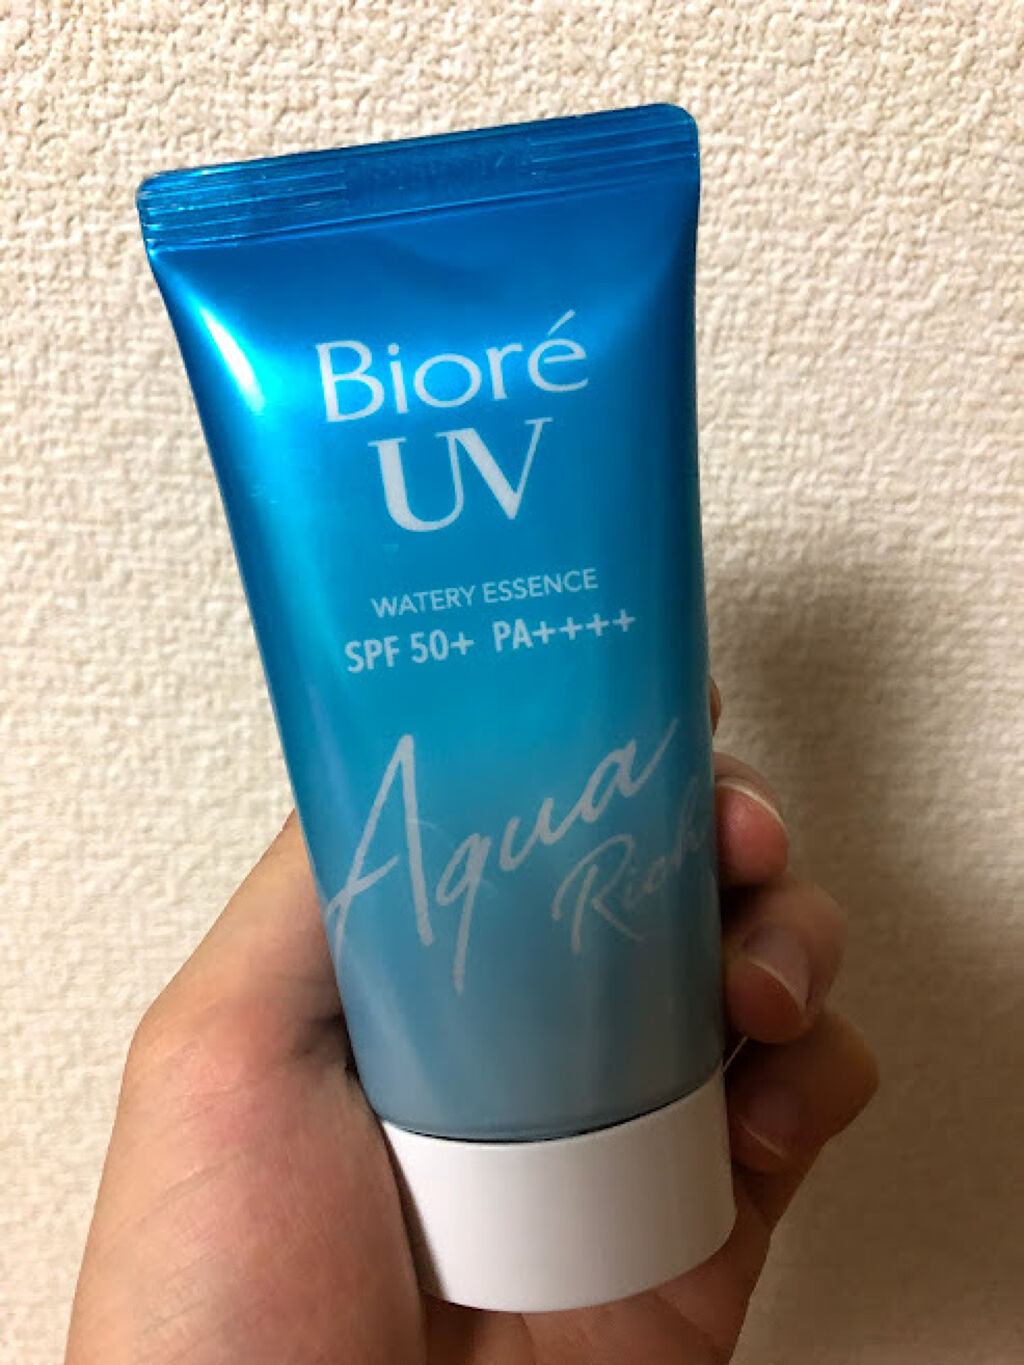 Bioré
UV
WATERY ESSENCE
SPF 50+ PA++++
Aqua
Rich